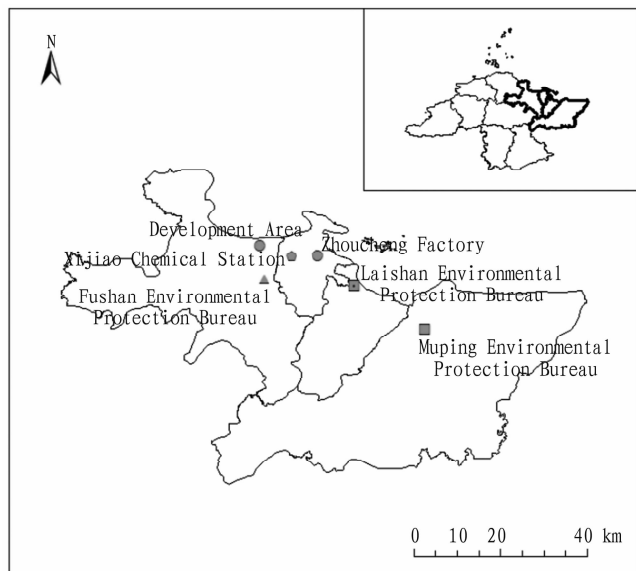 N
Development Area
Zhoucheng Factory
Xijiao Chemical Station
Laishan Environmental
Protection Bureau
Fushan Environmental
Protection Bureau
Muping Environmental
Protection Bureau
0 10 20 40 km